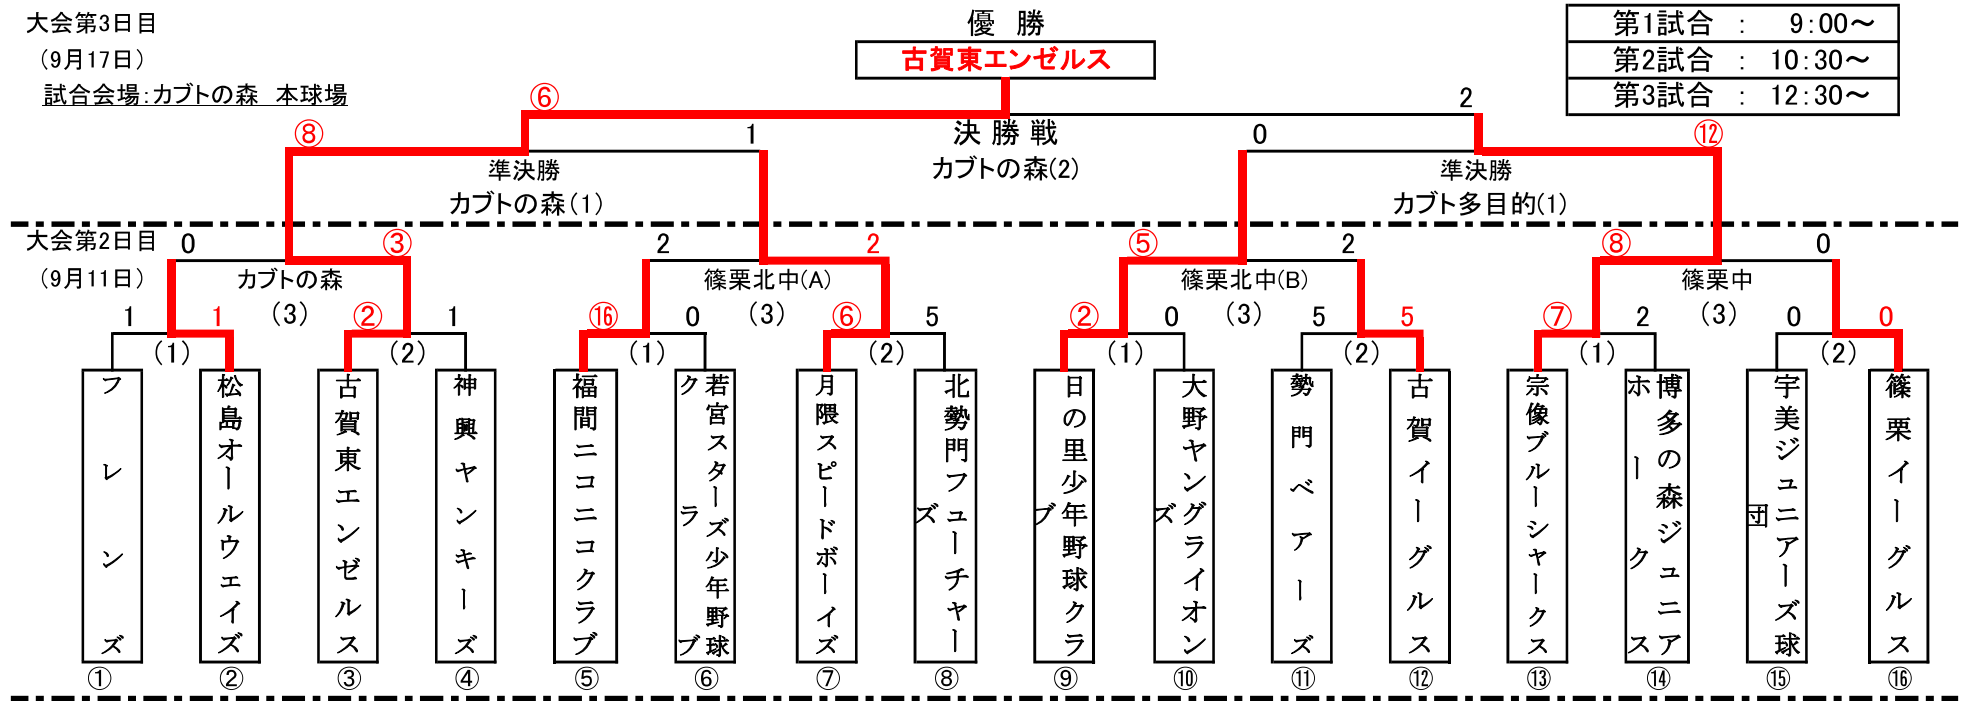 大会第3日目
(9月17日)
試合会場:カブトの森 本球場
優 勝
古賀東エンゼルス
第1試合 : 9:00～
第2試合 : 10:30～
第3試合 : 12:30～
⑥ 2
⑧ 1 決勝戦 0 ⑫
カブトの森(2)
準決勝 準決勝
カブトの森(1) カブト多目的(1)
大会第2日目
(9月11日)
0 ③ 2 2 ⑤ 2 ⑧ 0
カブトの森 篠栗北中(A) 篠栗北中(B) 篠栗中
(3) (3) (3) (3)
1 1 ② 1 ⑯ 0 ⑥ 5 ② 0 5 5 ⑦ 2 0 0
(1) (2) (1) (2) (1) (2) (1) (2)
フレンズ
松島オールウェイズ
古賀東エンゼルス
神興ヤンキーズ
福間ニコニコクラブ
若宮スターズ少年野球
クラブ
月隈スピードボーイズ
北勢門フューチャー
ズ
日の里少年野球クラ
ブ
大野ヤングライオン
ズ
勢門ベアーズ
古賀イーグルス
宗像ブルーシャークス
博多の森ジュニア
ホークス
宇美ジュニアーズ球
団
篠栗イーグルス
① ② ③ ④ ⑤ ⑥ ⑦ ⑧ ⑨ ⑩ ⑪ ⑫ ⑬ ⑭ ⑮ ⑯